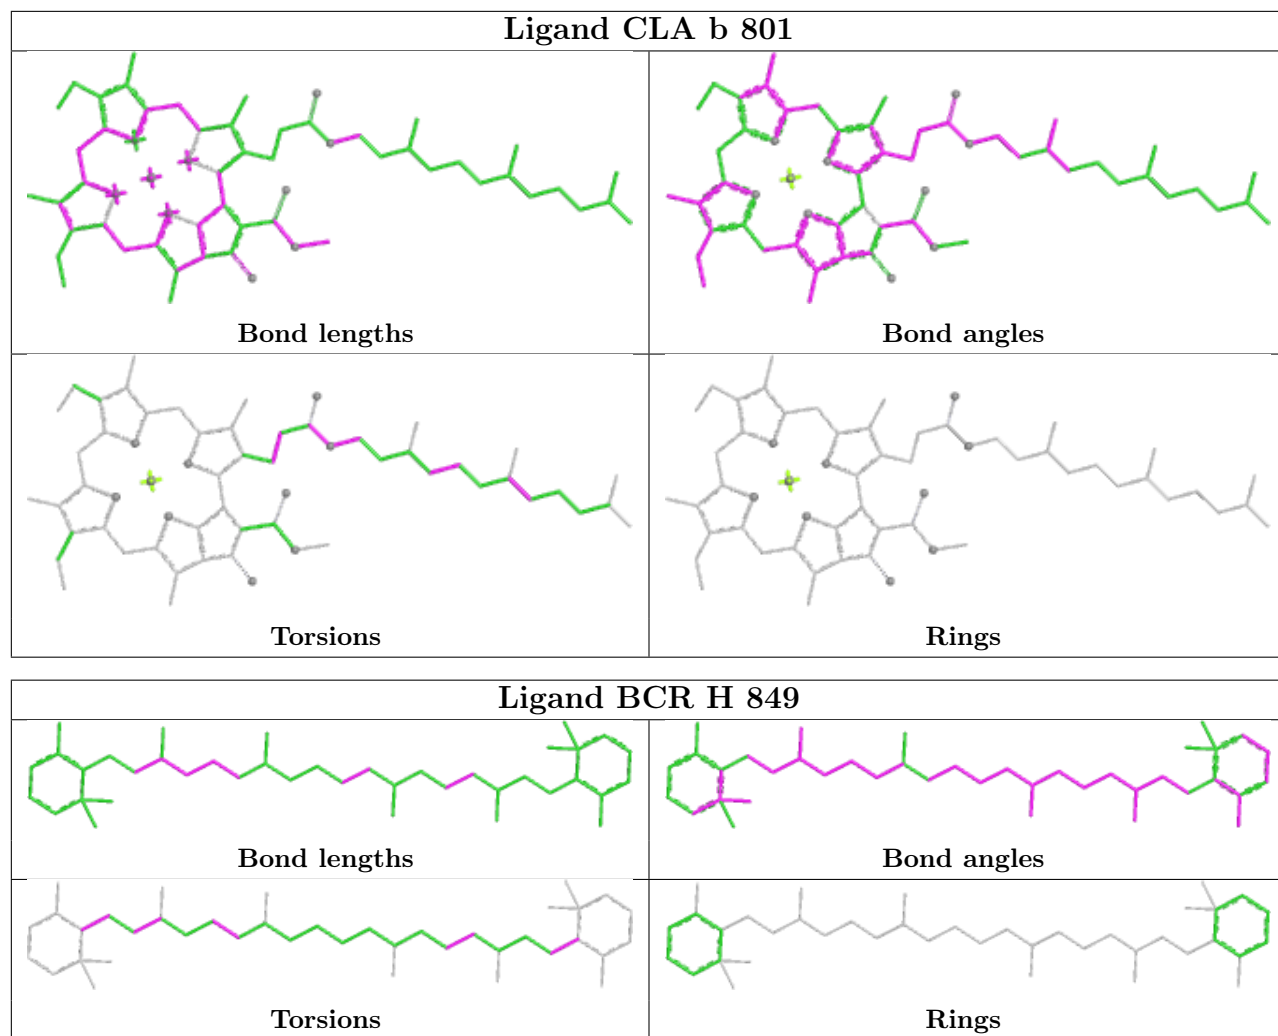 Ligand CLA b 801
Bond lengths
Bond angles
Torsions
Rings
Ligand BCR H 849
Bond lengths
Bond angles
Torsions
Rings